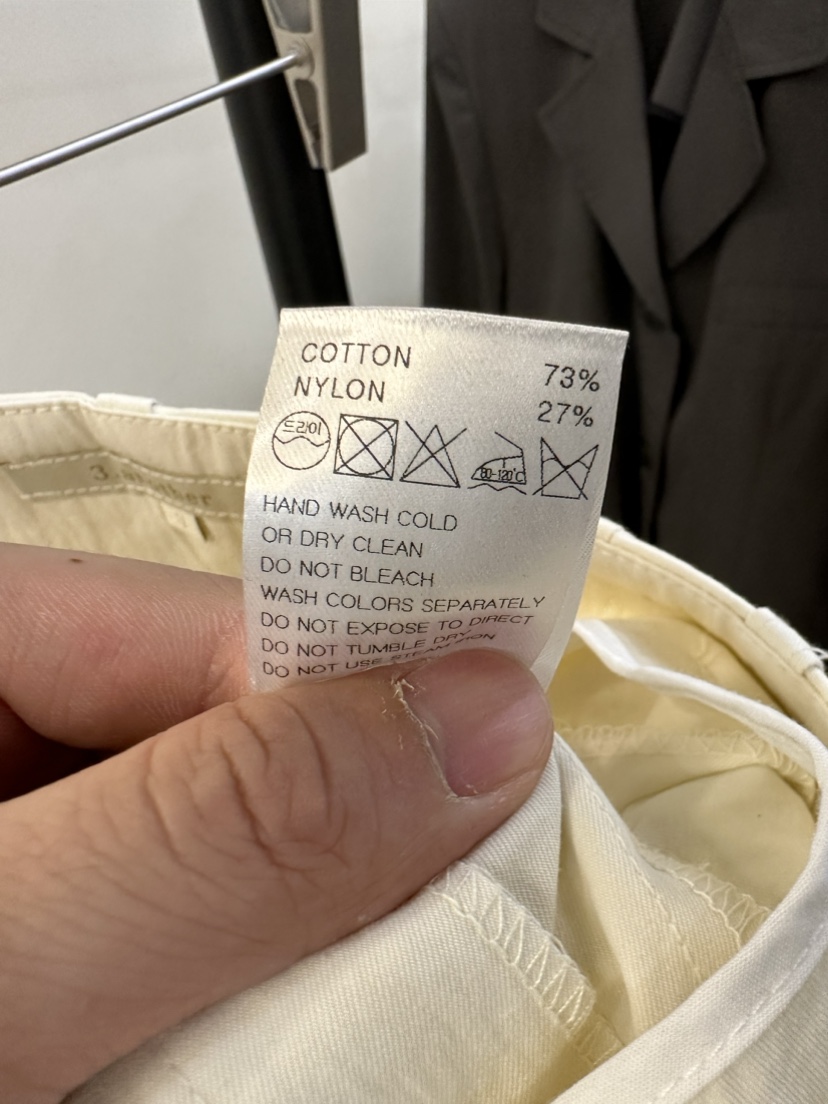 COTTON 73%
NYLON 27%
드라이
80-120°C
HAND WASH COLD
OR DRY CLEAN
DO NOT BLEACH
WASH COLORS SEPARATELY
DO NOT EXPOSE TO DIRECT
DO NOT TUMBLE DRY
DO NOT USE STEAM